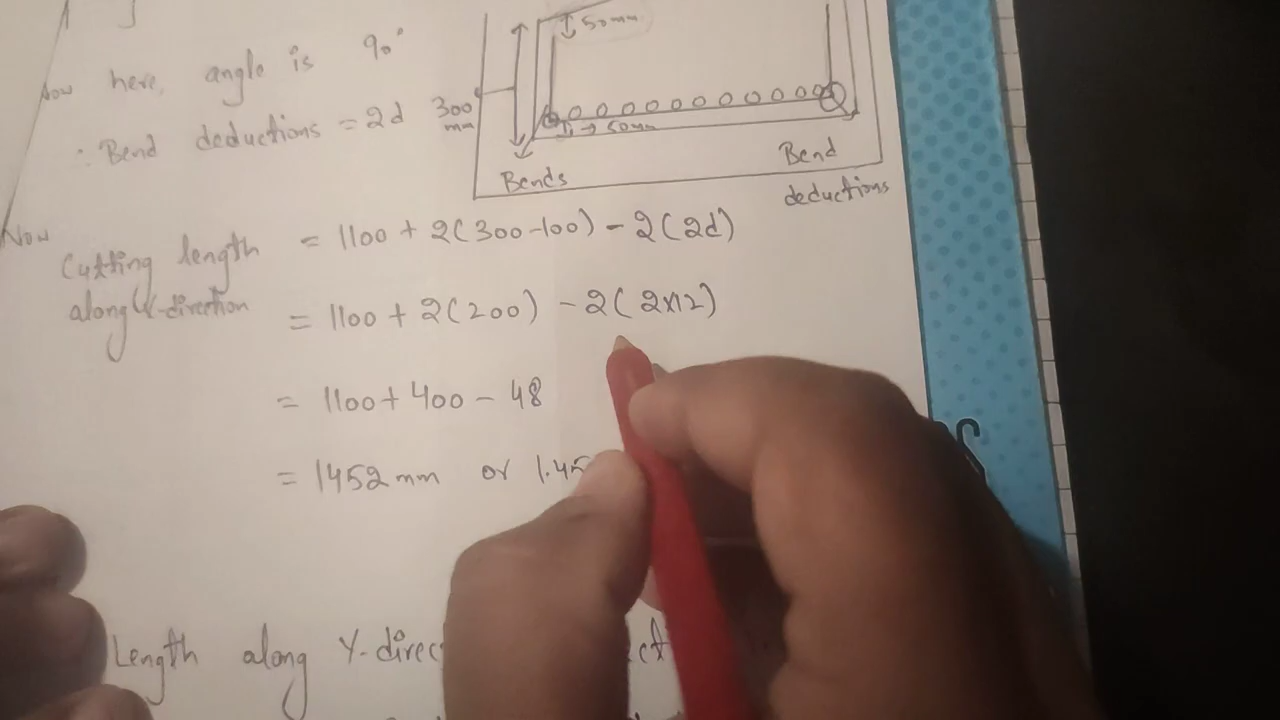 Now here, angle is 90°
∴ Bend deductions = 2d
300 mm
50mm
50mm
Bends
Bend deductions
Now
Cutting length = 1100 + 2(300-100) - 2(2d)
along X-direction = 1100 + 2(200) - 2(2x12)
= 1100 + 400 - 48
= 1452 mm or 1.45
Length along Y-direc